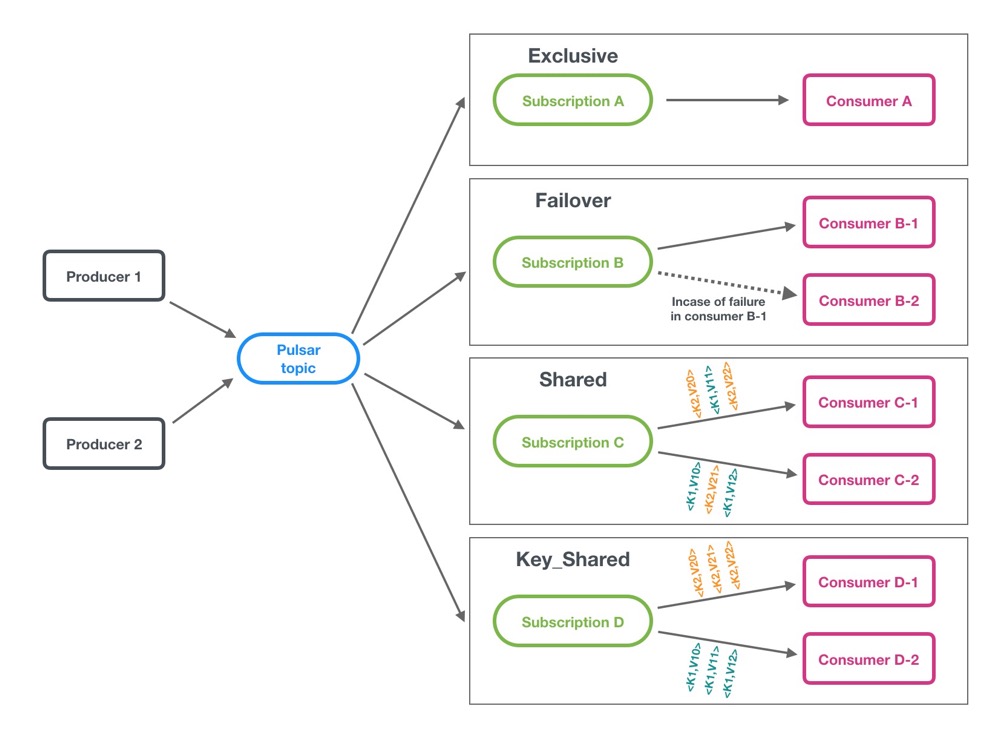 Producer 1
Producer 2
Pulsar
topic
Exclusive
Subscription A
Consumer A
Failover
Subscription B
Consumer B-1
Incase of failure
in consumer B-1
Consumer B-2
Shared
Subscription C
<K2,V20>
<K1,V11>
<K2,V22>
Consumer C-1
<K1,V10>
<K2,V21>
<K1,V12>
Consumer C-2
Key_Shared
Subscription D
<K2,V20>
<K2,V21>
<K2,V22>
Consumer D-1
<K1,V10>
<K1,V11>
<K1,V12>
Consumer D-2